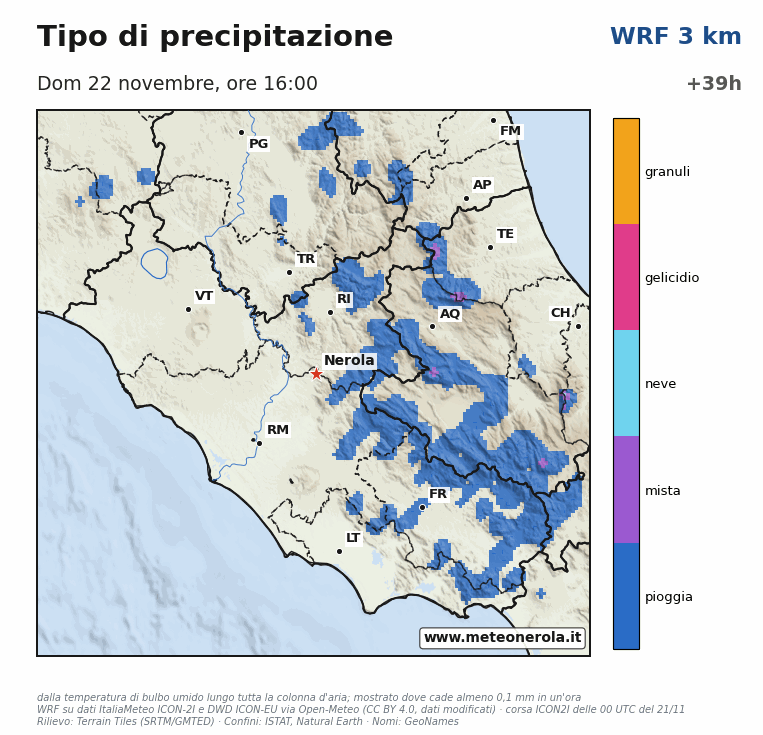 Tipo di precipitazione
WRF 3 km
Dom 22 novembre, ore 16:00
+39h
FM
PG
AP
TE
TR
VT
RI
AQ
CH
Nerola
RM
FR
LT
www.meteonerola.it
granuli
gelicidio
neve
mista
pioggia
dalla temperatura di bulbo umido lungo tutta la colonna d'aria; mostrato dove cade almeno 0,1 mm in un'ora
WRF su dati ItaliaMeteo ICON-2I e DWD ICON-EU via Open-Meteo (CC BY 4.0, dati modificati) · corsa ICON2I delle 00 UTC del 21/11
Rilievo: Terrain Tiles (SRTM/GMTED) · Confini: ISTAT, Natural Earth · Nomi: GeoNames